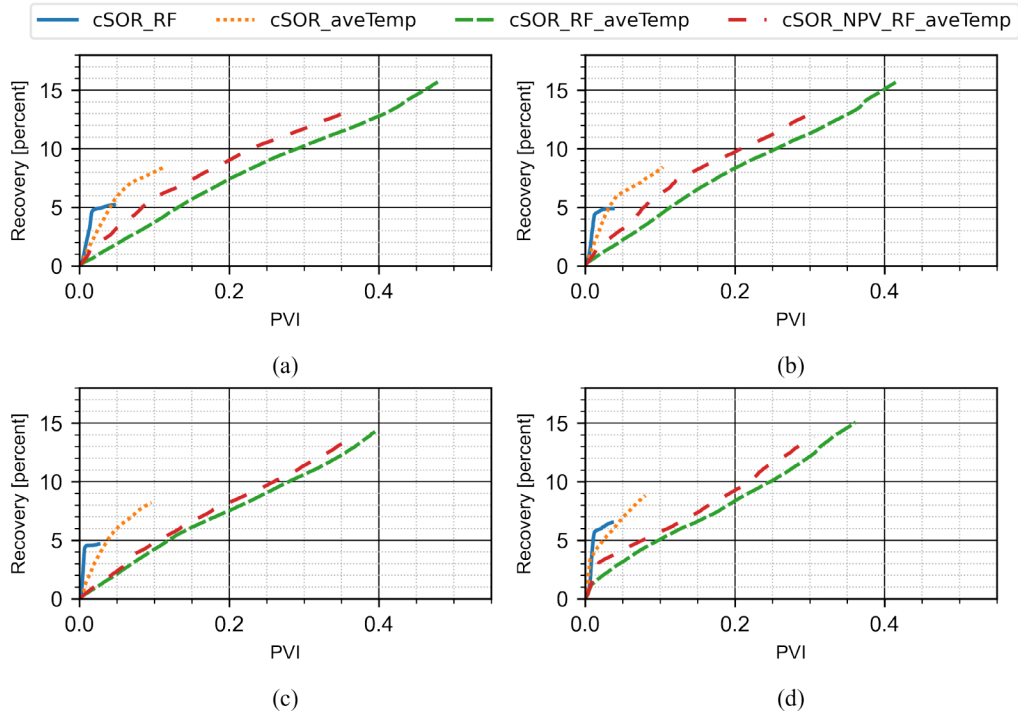 cSOR_RF cSOR_aveTemp cSOR_RF_aveTemp cSOR_NPV_RF_aveTemp
Recovery [percent]
15
10
5
0
0.0 0.2 0.4
PVI
(a)
Recovery [percent]
15
10
5
0
0.0 0.2 0.4
PVI
(b)
Recovery [percent]
15
10
5
0
0.0 0.2 0.4
PVI
(c)
Recovery [percent]
15
10
5
0
0.0 0.2 0.4
PVI
(d)